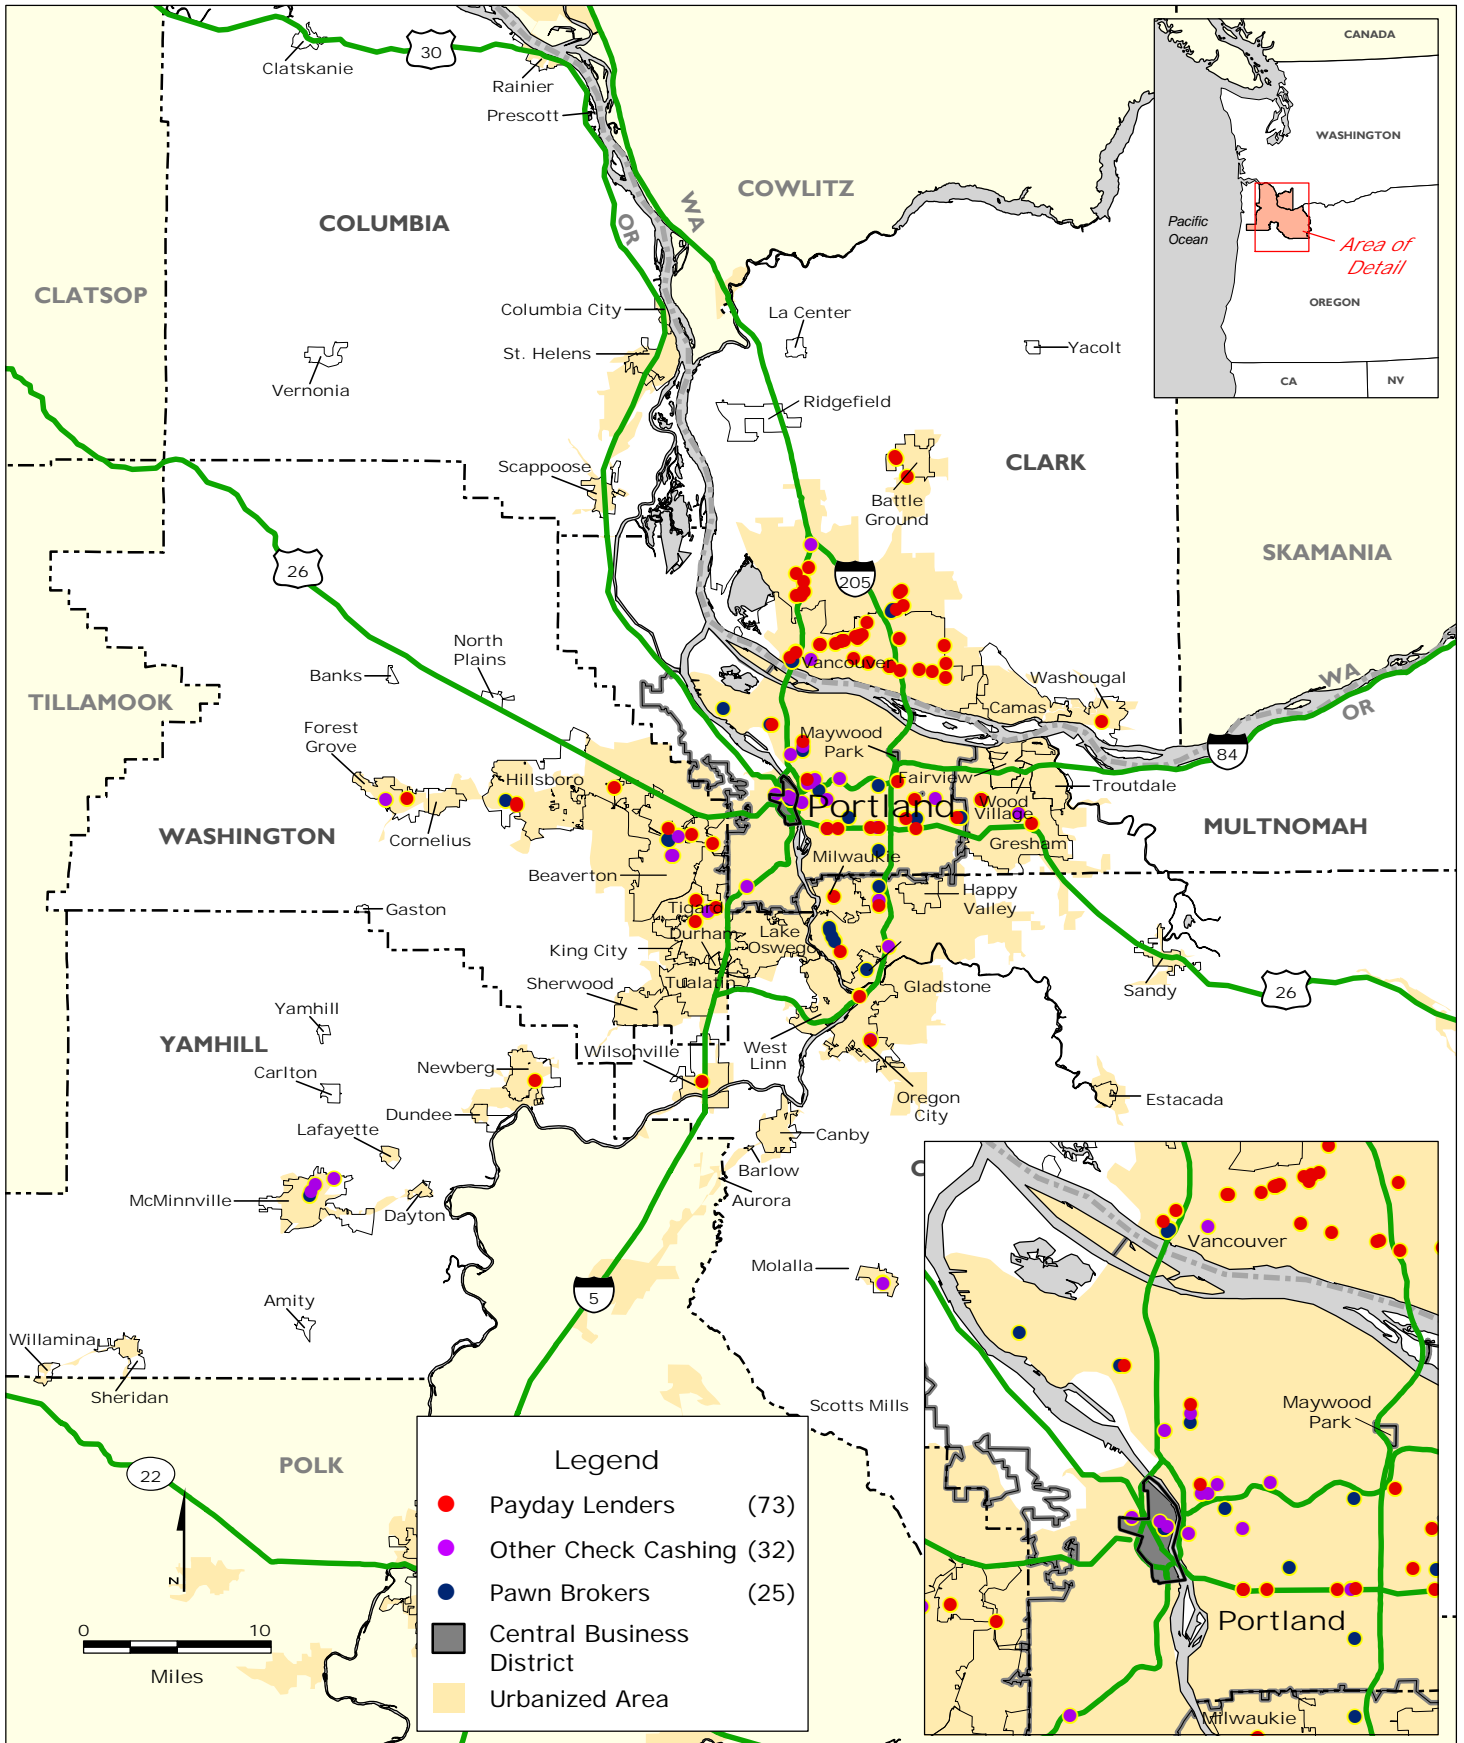 Clatskanie
30
Rainier
Prescott
COWLITZ
WA
OR
COLUMBIA
CLATSOP
Columbia City
St. Helens
La Center
Yacolt
Vernonia
Ridgefield
Scappoose
CLARK
Battle
Ground
SKAMANIA
26
205
North
Plains
Banks
Vancouver
Washougal
WA
OR
TILLAMOOK
Camas
Forest
Grove
Maywood
Park
84
Hillsboro
Fairview
Troutdale
Portland
Wood
Village
WASHINGTON
Cornelius
MULTNOMAH
Gresham
Milwaukie
Beaverton
Happy
Valley
Gaston
Tigard
Durham
Lake
Oswego
King City
Sherwood
Tualatin
Gladstone
Sandy
26
Yamhill
YAMHILL
Wilsonville
West
Linn
Newberg
Carlton
Oregon
City
Estacada
Dundee
Lafayette
Canby
Barlow
C
McMinnville
Dayton
Aurora
Molalla
Amity
5
Willamina
Sheridan
Scotts Mills
POLK
22
N
0 10
Miles
CANADA
WASHINGTON
Pacific
Ocean
Area of
Detail
OREGON
CA
NV
Vancouver
Maywood
Park
Portland
Milwaukie
Legend
Payday Lenders (73)
Other Check Cashing (32)
Pawn Brokers (25)
Central Business
District
Urbanized Area